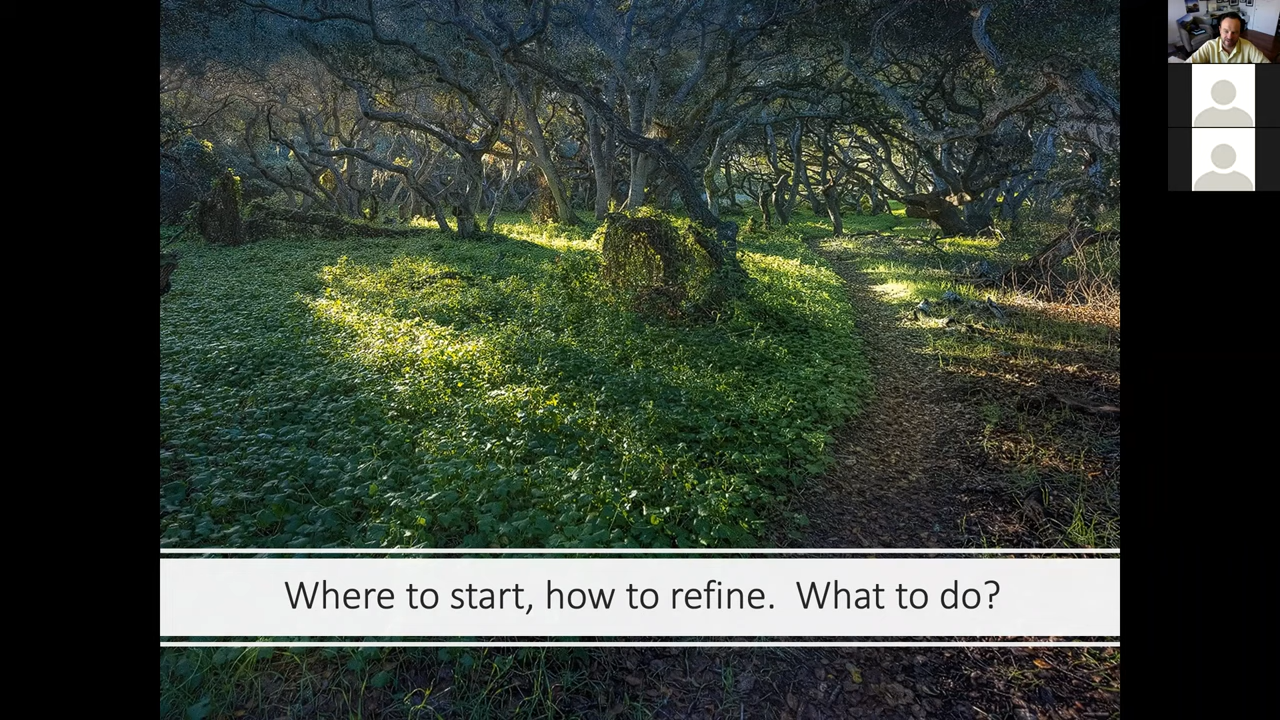 Where to start, how to refine.  What to do?